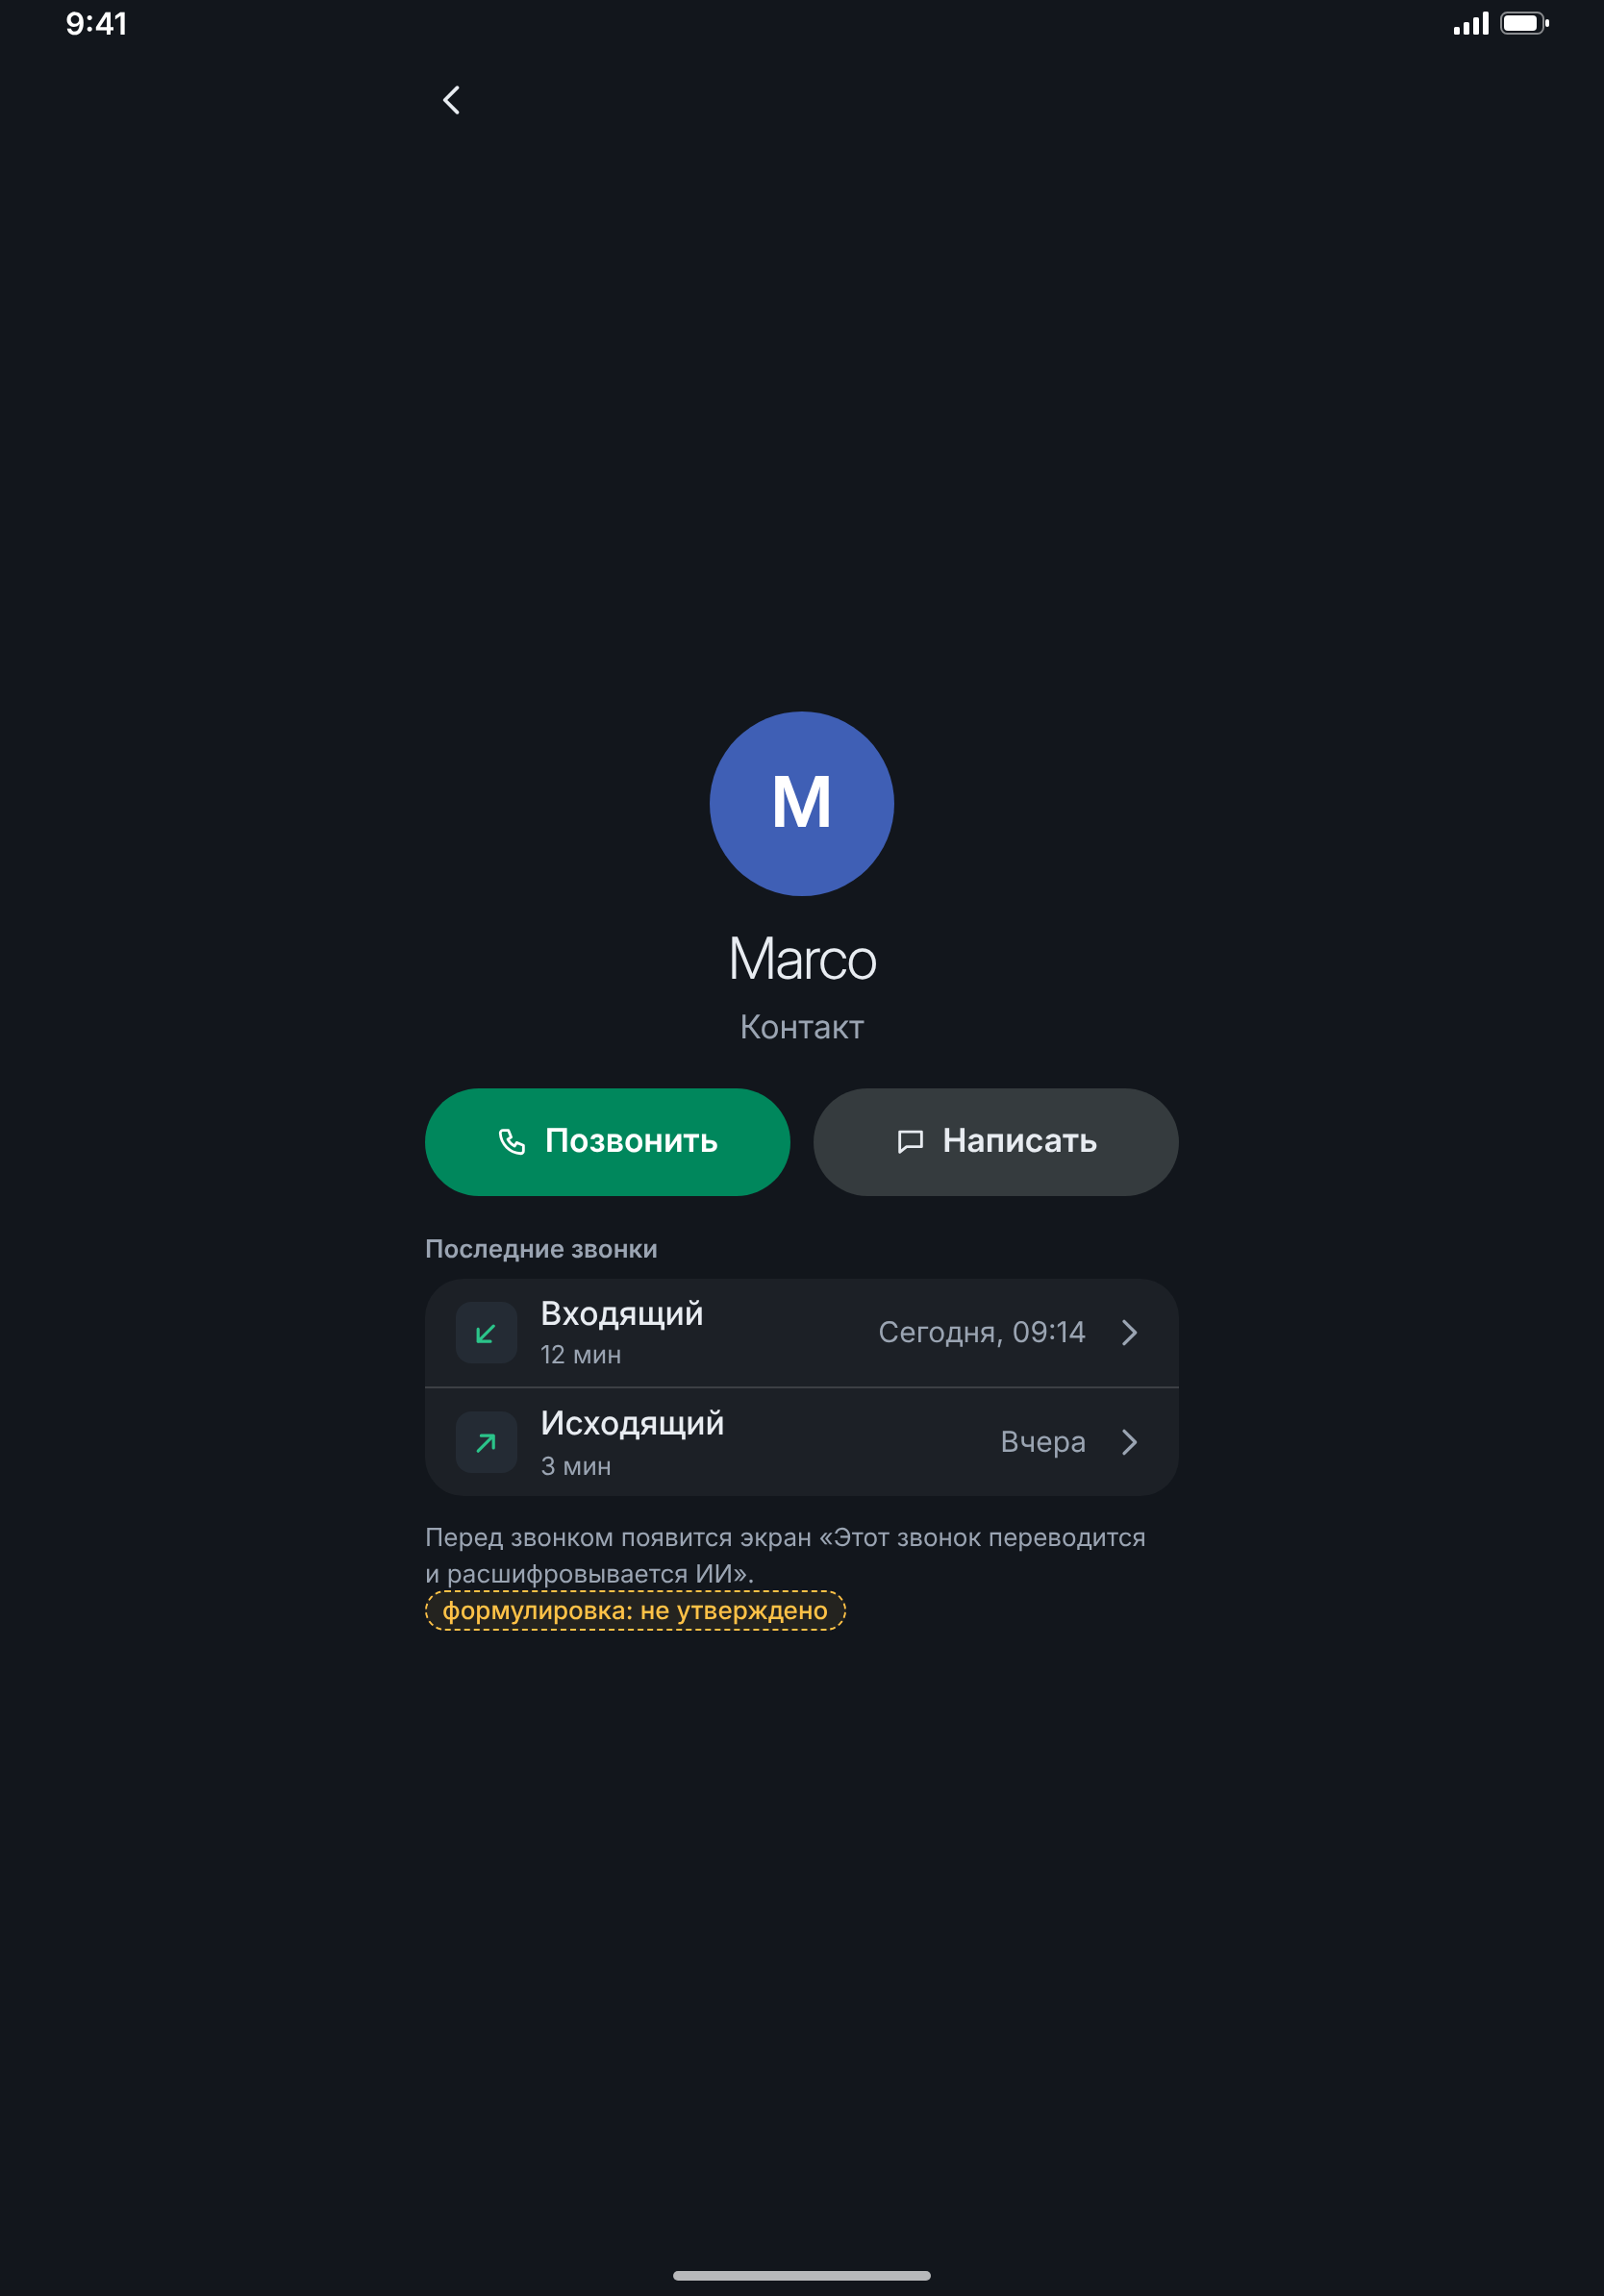 9:41
M
Marco
Контакт
Позвонить
Написать
Последние звонки
Входящий
12 мин
Сегодня, 09:14
Исходящий
3 мин
Вчера
Перед звонком появится экран «Этот звонок переводится
и расшифровывается ИИ».
формулировка: не утверждено